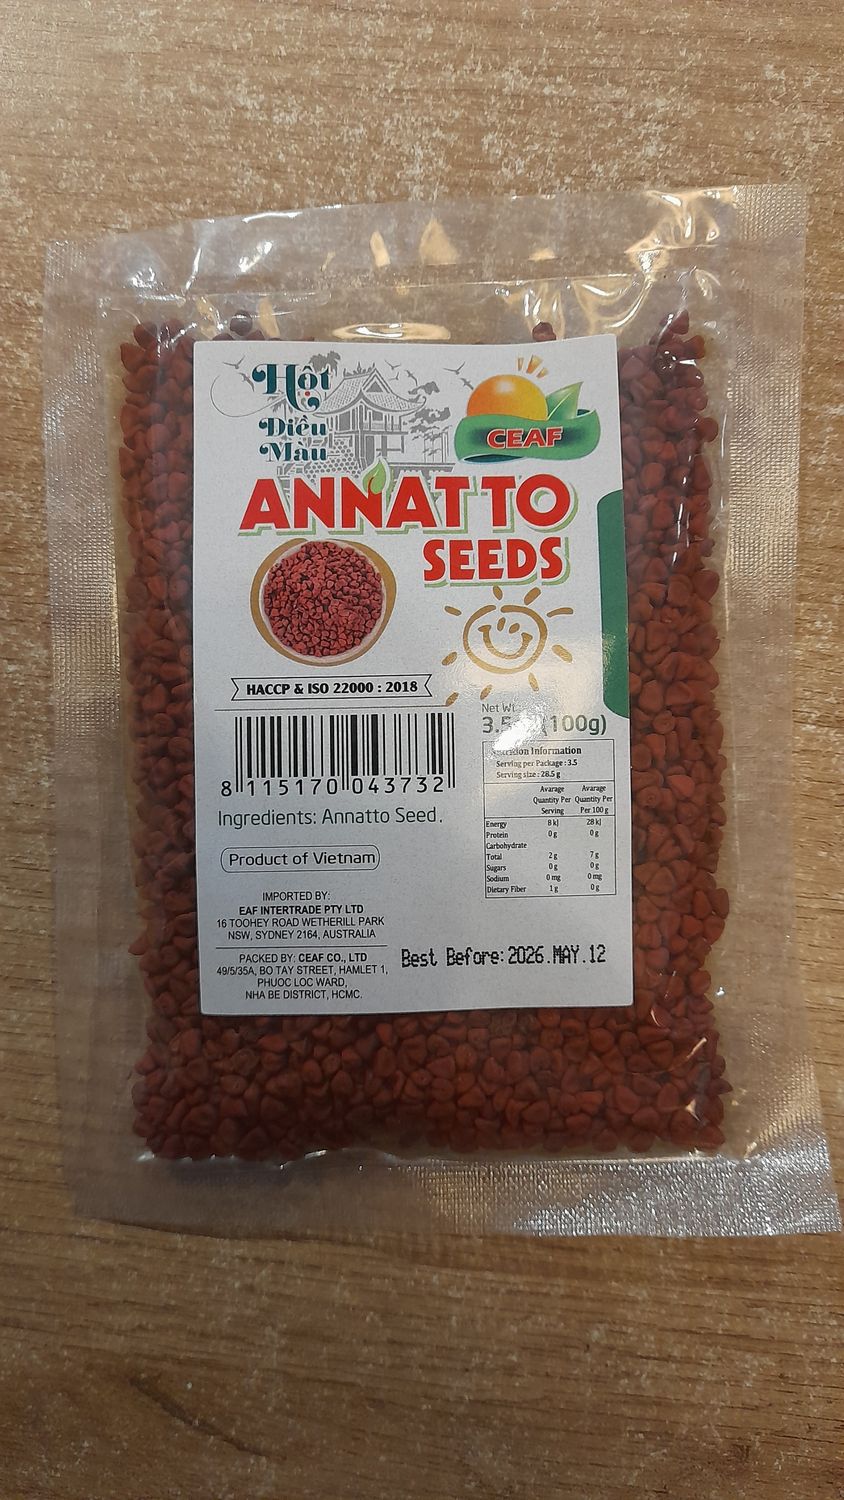 Hột
Điều
Màu
CEAF
ANNATTO
SEEDS
HACCP & ISO 22000 : 2018
8 115170 043732
Ingredients: Annatto Seed.
Product of Vietnam
IMPORTED BY:
EAF INTERTRADE PTY LTD
16 TOOHEY ROAD WETHERILL PARK
NSW, SYDNEY 2164, AUSTRALIA
PACKED BY: CEAF CO., LTD
49/5/35A, BO TAY STREET, HAMLET 1,
PHUOC LOC WARD,
NHA BE DISTRICT, HCMC.
Net Wt
(100g)
Nutrition Information
Serving per Package : 3.5
Serving size : 28.5 g
Avarage Avarage
Quantity Per Quantity Per
Serving Per 100 g
Energy 8 kJ 28 kJ
Protein 0 g 0 g
Carbohydrate
Total 2 g 7 g
Sugars 0 g 0 g
Sodium 0 mg 0 mg
Dietary Fiber 1 g 0 g
Best Before: 2026.MAY.12